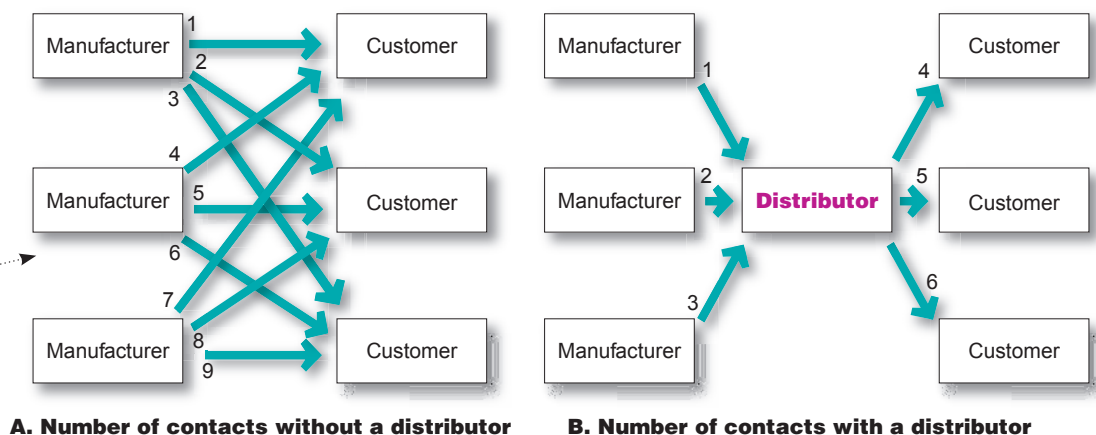 1
Manufacturer
Customer
2
3
4
Manufacturer
5
Customer
6
7
Manufacturer
8
Customer
9
A. Number of contacts without a distributor
Manufacturer
1
4
Customer
Manufacturer
2
Distributor
5
Customer
3
6
Manufacturer
Customer
B. Number of contacts with a distributor